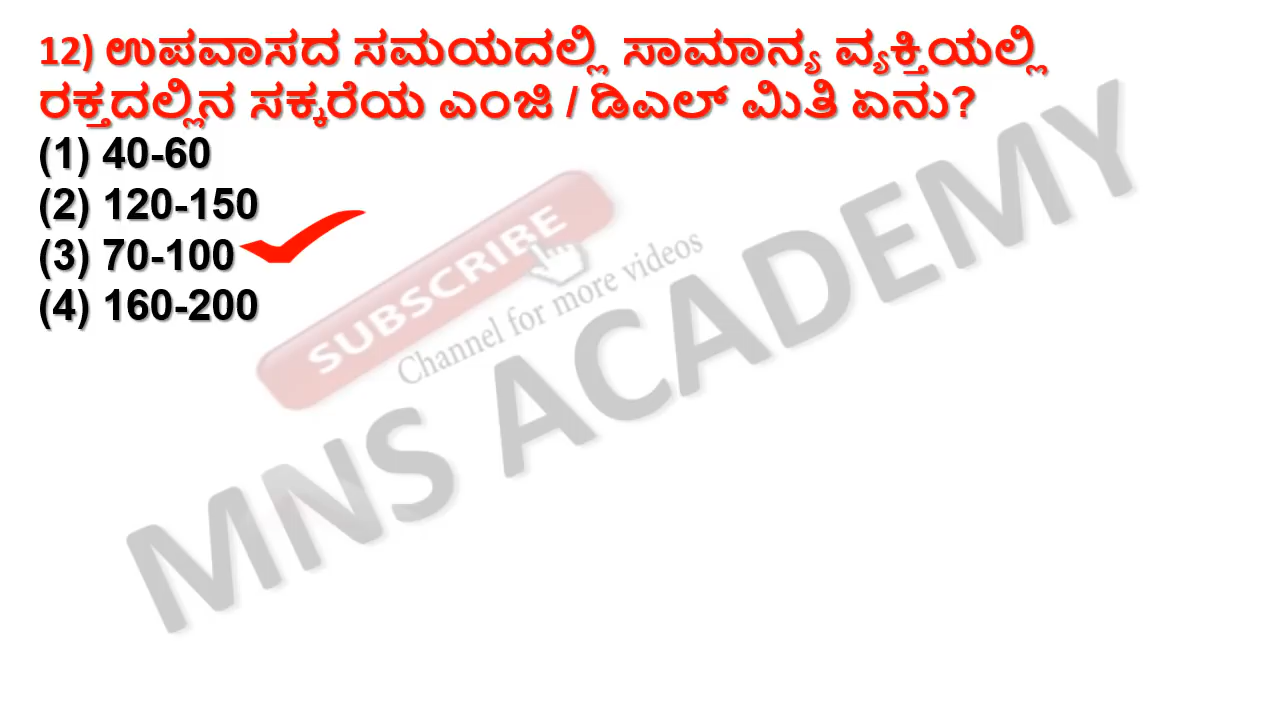 12) ಉಪವಾಸದ ಸಮಯದಲ್ಲಿ ಸಾಮಾನ್ಯ ವ್ಯಕ್ತಿಯಲ್ಲಿ
ರಕ್ತದಲ್ಲಿನ ಸಕ್ಕರೆಯ ಎಂಜಿ / ಡಿಎಲ್ ಮಿತಿ ಏನು?
(1) 40-60
(2) 120-150
(3) 70-100
(4) 160-200
SUBSCRIBE
Channel for more videos
MNS ACADEMY